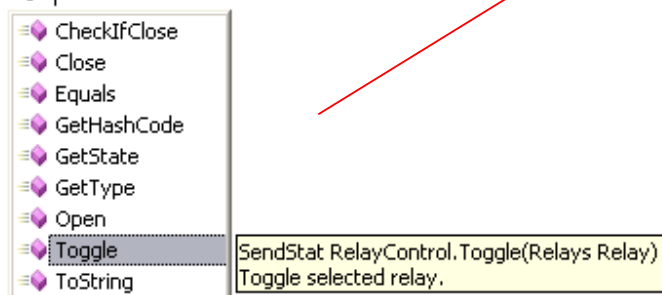 CheckIfClose
Close
Equals
GetHashCode
GetState
GetType
Open
Toggle
SendStat RelayControl.Toggle(Relays Relay)
Toggle selected relay.
ToString